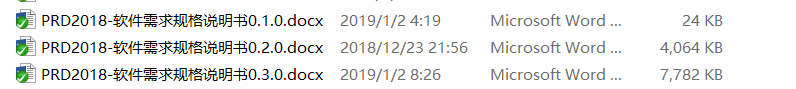 PRD2018-软件需求规格说明书0.1.0.docx 2019/1/2 4:19 Microsoft Word ... 24 KB
PRD2018-软件需求规格说明书0.2.0.docx 2018/12/23 21:56 Microsoft Word ... 4,064 KB
PRD2018-软件需求规格说明书0.3.0.docx 2019/1/2 8:26 Microsoft Word ... 7,782 KB